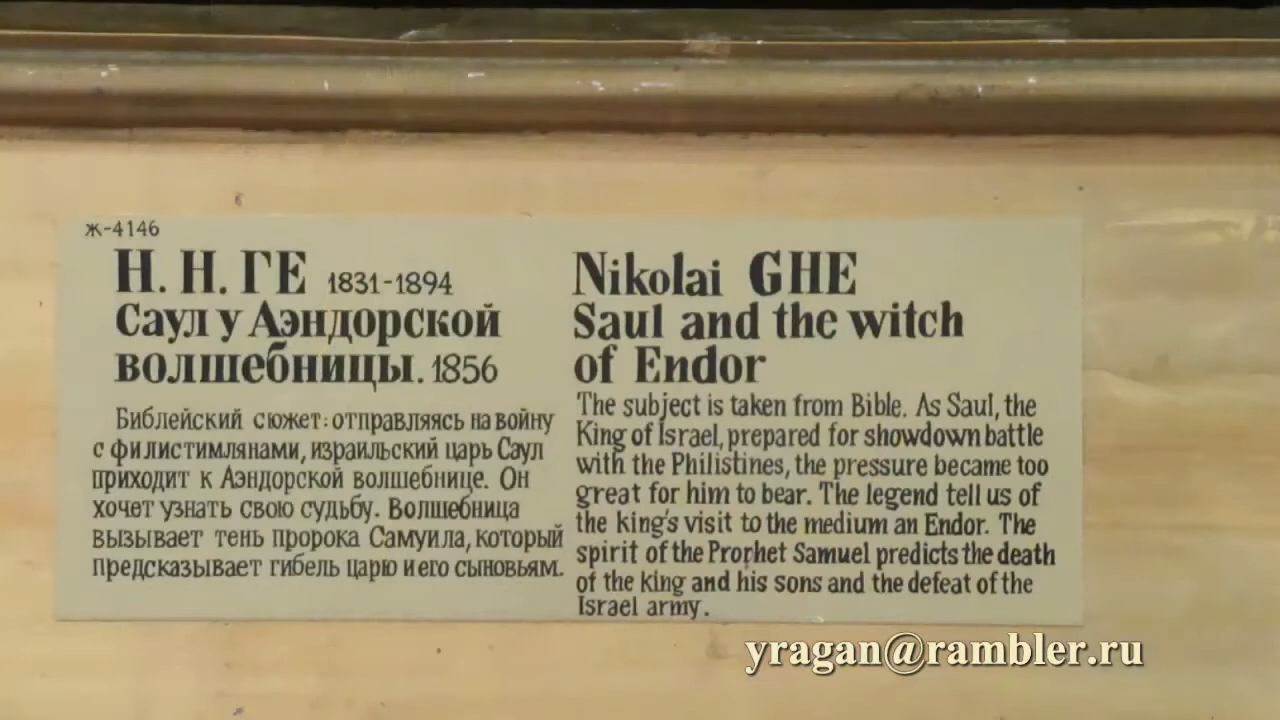 ж-4146
Н. Н. ГЕ 1831-1894
Саул у Аэндорской
волшебницы. 1856
Библейский сюжет: отправляясь на войну
с филистимлянами, израильский царь Саул
приходит к Аэндорской волшебнице. Он
хочет узнать свою судьбу. Волшебница
вызывает тень пророка Самуила, который
предсказывает гибель царю и его сыновьям.
Nikolai GHE
Saul and the witch
of Endor
The subject is taken from Bible. As Saul, the
King of Israel, prepared for showdown battle
with the Philistines, the pressure became too
great for him to bear. The legend tell us of
the king's visit to the medium an Endor. The
spirit of the Prophet Samuel predicts the death
of the king and his sons and the defeat of the
Israel army.
yragan@rambler.ru